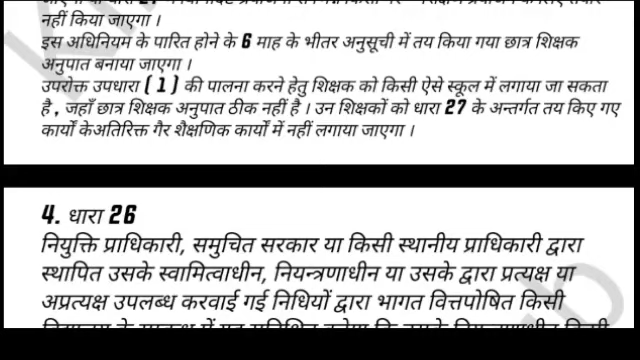 नहीं किया जाएगा ।
इस अधिनियम के पारित होने के 6 माह के भीतर अनुसूची में तय किया गया छात्र शिक्षक
अनुपात बनाया जाएगा ।
उपरोक्त उपधारा ( 1 ) की पालना करने हेतु शिक्षक को किसी ऐसे स्कूल में लगाया जा सकता
है , जहाँ छात्र शिक्षक अनुपात ठीक नहीं है । उन शिक्षकों को धारा 27 के अन्तर्गत तय किए गए
कार्यों केअतिरिक्त गैर शैक्षणिक कार्यों में नहीं लगाया जाएगा ।
4. धारा 26
नियुक्ति प्राधिकारी, समुचित सरकार या किसी स्थानीय प्राधिकारी द्वारा
स्थापित उसके स्वामित्वाधीन, नियन्त्रणाधीन या उसके द्वारा प्रत्यक्ष या
अप्रत्यक्ष उपलब्ध करवाई गई निधियों द्वारा भागत वित्तपोषित किसी